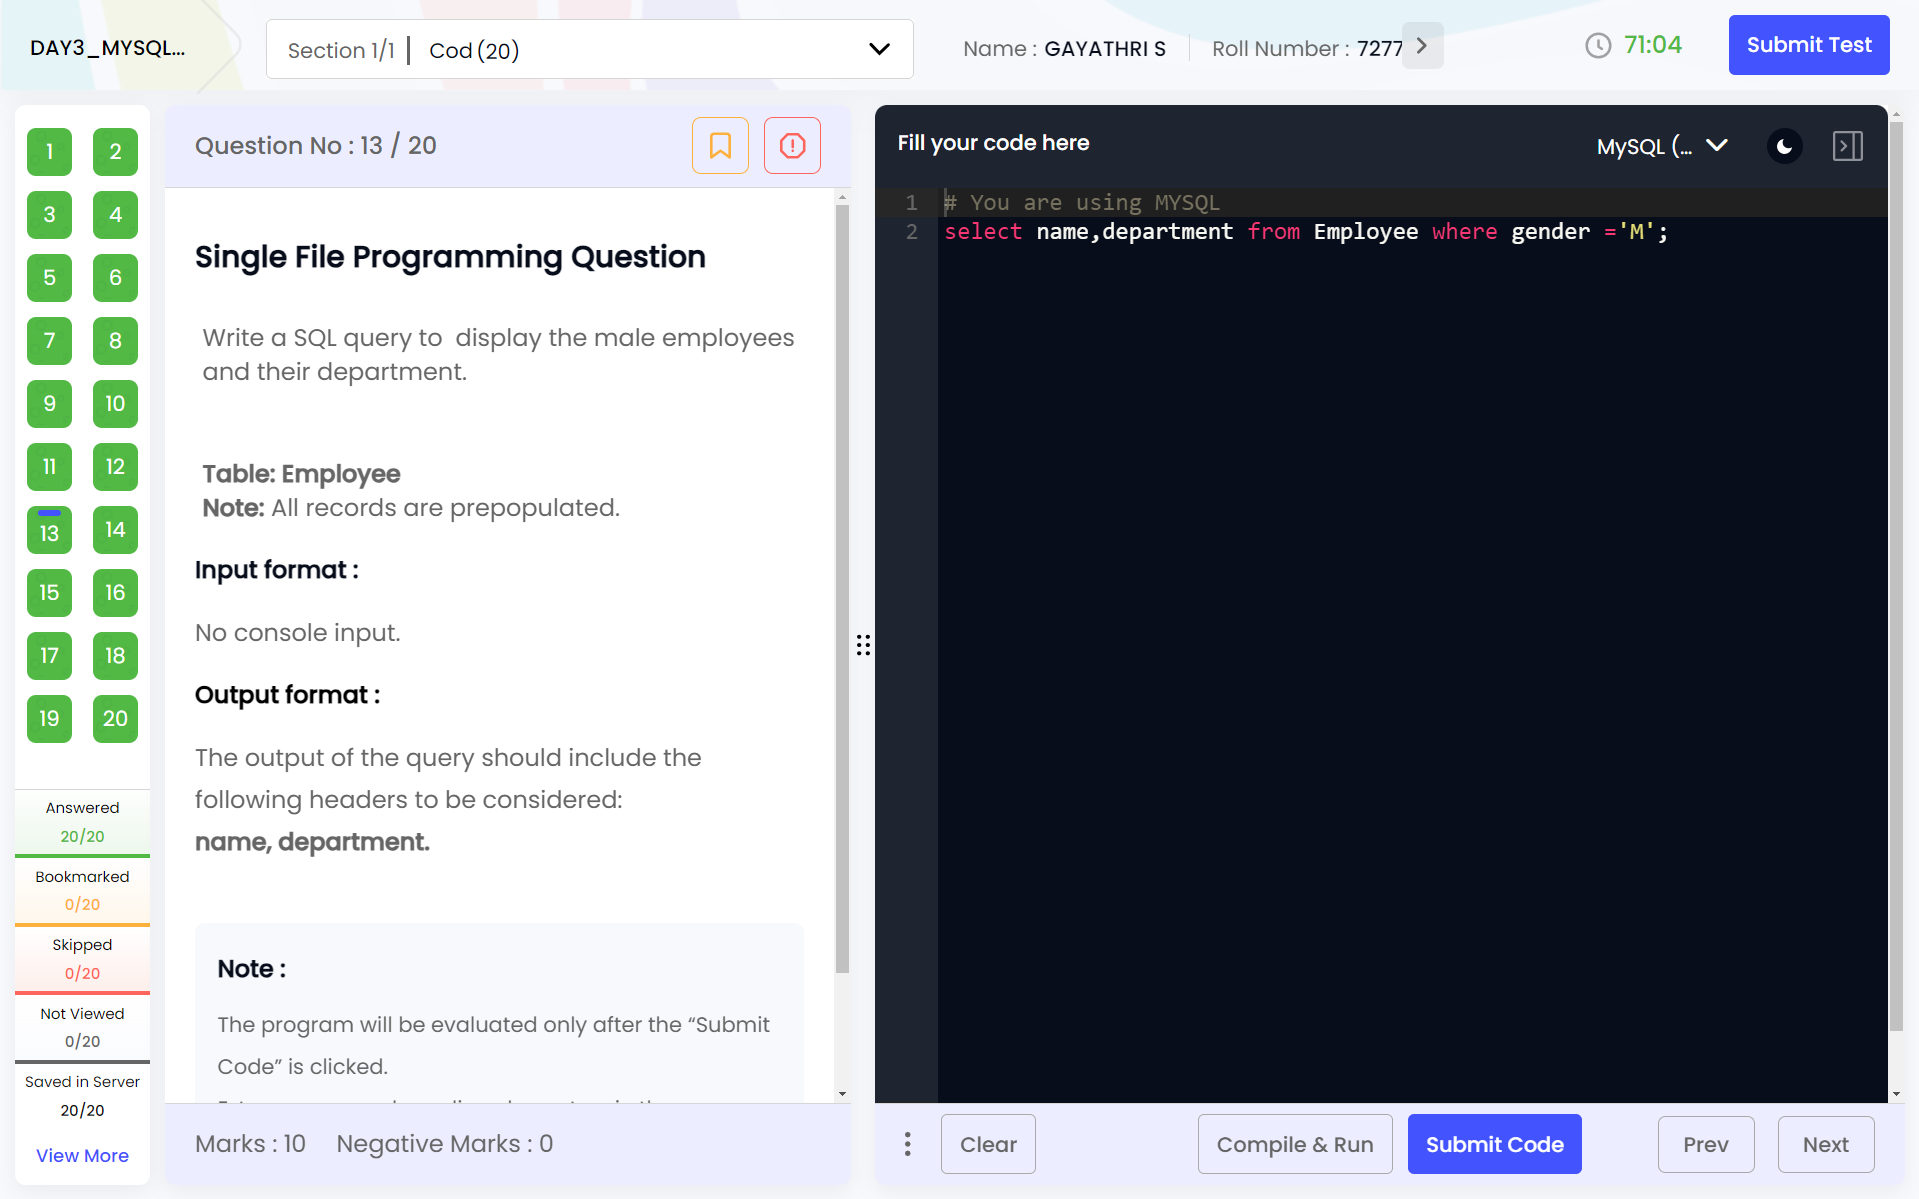 DAY3_MYSQL...
Section 1/1 | Cod (20)
Name : GAYATHRI S
Roll Number : 7277
71:04
Submit Test
1 2
3 4
5 6
7 8
9 10
11 12
13 14
15 16
17 18
19 20
Answered
20/20
Bookmarked
0/20
Skipped
0/20
Not Viewed
0/20
Saved in Server
20/20
View More
Question No : 13 / 20
Single File Programming Question
Write a SQL query to  display the male employees
and their department.
Table: Employee
Note: All records are prepopulated.
Input format :
No console input.
Output format :
The output of the query should include the
following headers to be considered:
name, department.
Note :
The program will be evaluated only after the “Submit
Code” is clicked.
Marks : 10 Negative Marks : 0
Fill your code here
MySQL (...
1 # You are using MYSQL
2 select name,department from Employee where gender ='M';
Clear
Compile & Run
Submit Code
Prev
Next